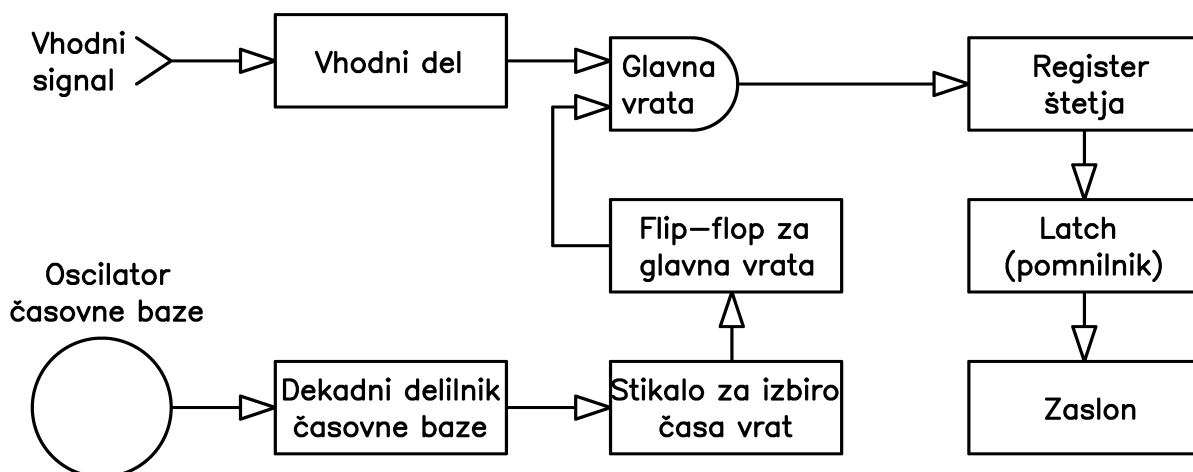 Vhodni
signal
Vhodni del
Glavna
vrata
Register
štetja
Flip-flop za
glavna vrata
Latch
(pomnilnik)
Oscilator
časovne baze
Dekadni delilnik
časovne baze
Stikalo za izbiro
časa vrat
Zaslon